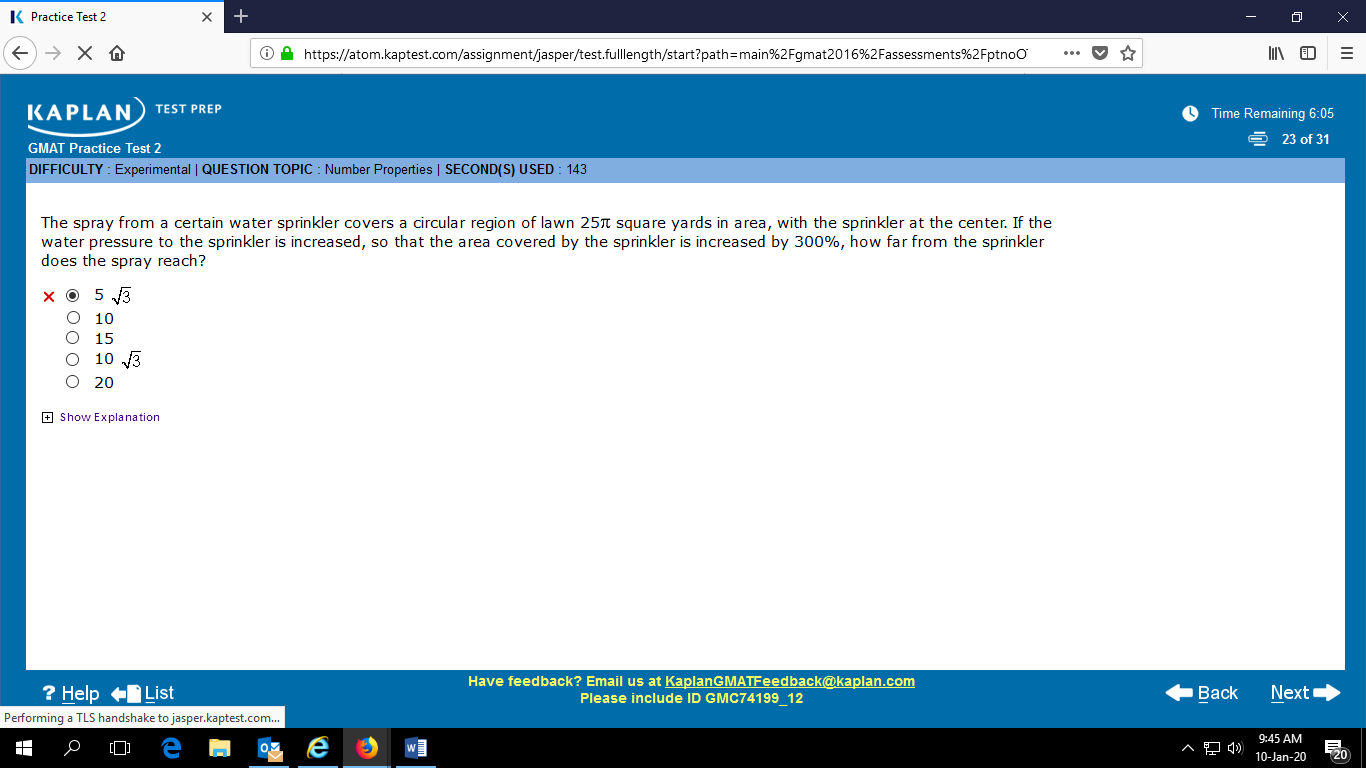 Practice Test 2
https://atom.kaptest.com/assignment/jasper/test.fulllength/start?path=main%2Fgmat2016%2Fassessments%2FptnoO
KAPLAN TEST PREP
Time Remaining 6:05
23 of 31
GMAT Practice Test 2
DIFFICULTY : Experimental | QUESTION TOPIC : Number Properties | SECOND(S) USED : 143
The spray from a certain water sprinkler covers a circular region of lawn 25π square yards in area, with the sprinkler at the center. If the
water pressure to the sprinkler is increased, so that the area covered by the sprinkler is increased by 300%, how far from the sprinkler
does the spray reach?
5 √3
10
15
10 √3
20
Show Explanation
? Help List
Have feedback? Email us at KaplanGMATFeedback@kaplan.com
Please include ID GMC74199_12
Back Next
Performing a TLS handshake to jasper.kaptest.com...
9:45 AM
10-Jan-20
20